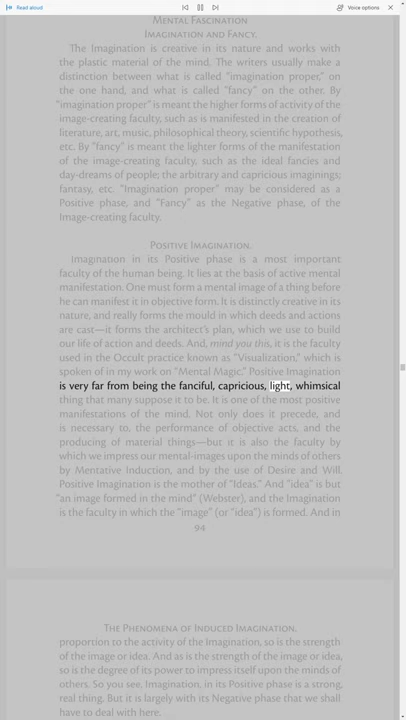 Read aloud
Voice options
MENTAL FASCINATION
IMAGINATION AND FANCY.
The Imagination is creative in its nature and works with
the plastic material of the mind. The writers usually make a
distinction between what is called "imagination proper," on
the one hand, and what is called "fancy" on the other. By
"imagination proper" is meant the higher forms of activity of the
image-creating faculty, such as is manifested in the creation of
literature, art, music, philosophical theory, scientific hypothesis,
etc. By "fancy" is meant the lighter forms of the manifestation
of the image-creating faculty, such as the ideal fancies and
day-dreams of people; the arbitrary and capricious imaginings;
fantasy, etc. "Imagination proper" may be considered as a
Positive phase, and "Fancy" as the Negative phase, of the
Image-creating faculty.
POSITIVE IMAGINATION.
Imagination in its Positive phase is a most important
faculty of the human being. It lies at the basis of active mental
manifestation. One must form a mental image of a thing before
he can manifest it in objective form. It is distinctly creative in its
nature, and really forms the mould in which deeds and actions
are cast—it forms the architect's plan, which we use to build
our life of action and deeds. And, mind you this, it is the faculty
used in the Occult practice known as "Visualization," which is
spoken of in my work on "Mental Magic." Positive Imagination
is very far from being the fanciful, capricious, light, whimsical
thing that many suppose it to be. It is one of the most positive
manifestations of the mind. Not only does it precede, and
is necessary to, the performance of objective acts, and the
producing of material things—but it is also the faculty by
which we impress our mental-images upon the minds of others
by Mentative Induction, and by the use of Desire and Will.
Positive Imagination is the mother of "Ideas." And "idea" is but
"an image formed in the mind" (Webster), and the Imagination
is the faculty in which the "image" (or "idea") is formed. And in
94
THE PHENOMENA OF INDUCED IMAGINATION.
proportion to the activity of the Imagination, so is the strength
of the image or idea. And as is the strength of the image or idea,
so is the degree of its power to impress itself upon the minds of
others. So you see, Imagination, in its Positive phase is a strong,
real thing. But it is largely with its Negative phase that we shall
have to deal with here.